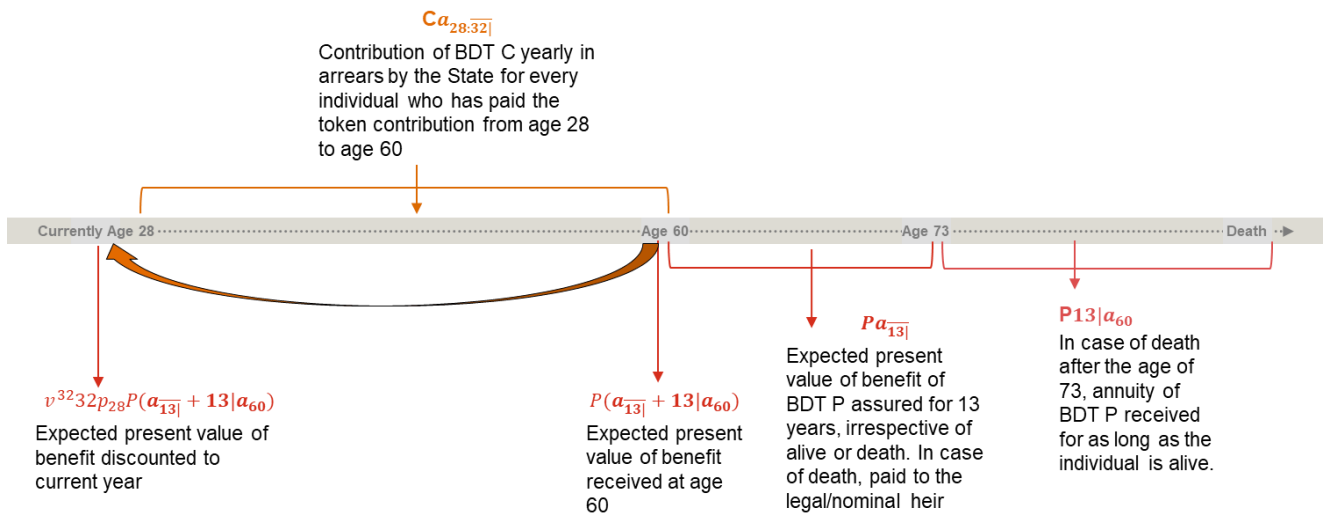 Ca₂₈:͞₃₂|
Contribution of BDT C yearly in
arrears by the State for every
individual who has paid the
token contribution from age 28
to age 60
Currently Age 28
Age 60
Age 73
Death
v³²32p₂₈P(a͞₁₃| + 13|a₆₀)
Expected present value of
benefit discounted to
current year
P(a͞₁₃| + 13|a₆₀)
Expected present
value of benefit
received at age
60
Pa͞₁₃|
Expected present
value of benefit of
BDT P assured for 13
years, irrespective of
alive or death. In case
of death, paid to the
legal/nominal heir
P13|a₆₀
In case of death
after the age of
73, annuity of
BDT P received
for as long as the
individual is alive.